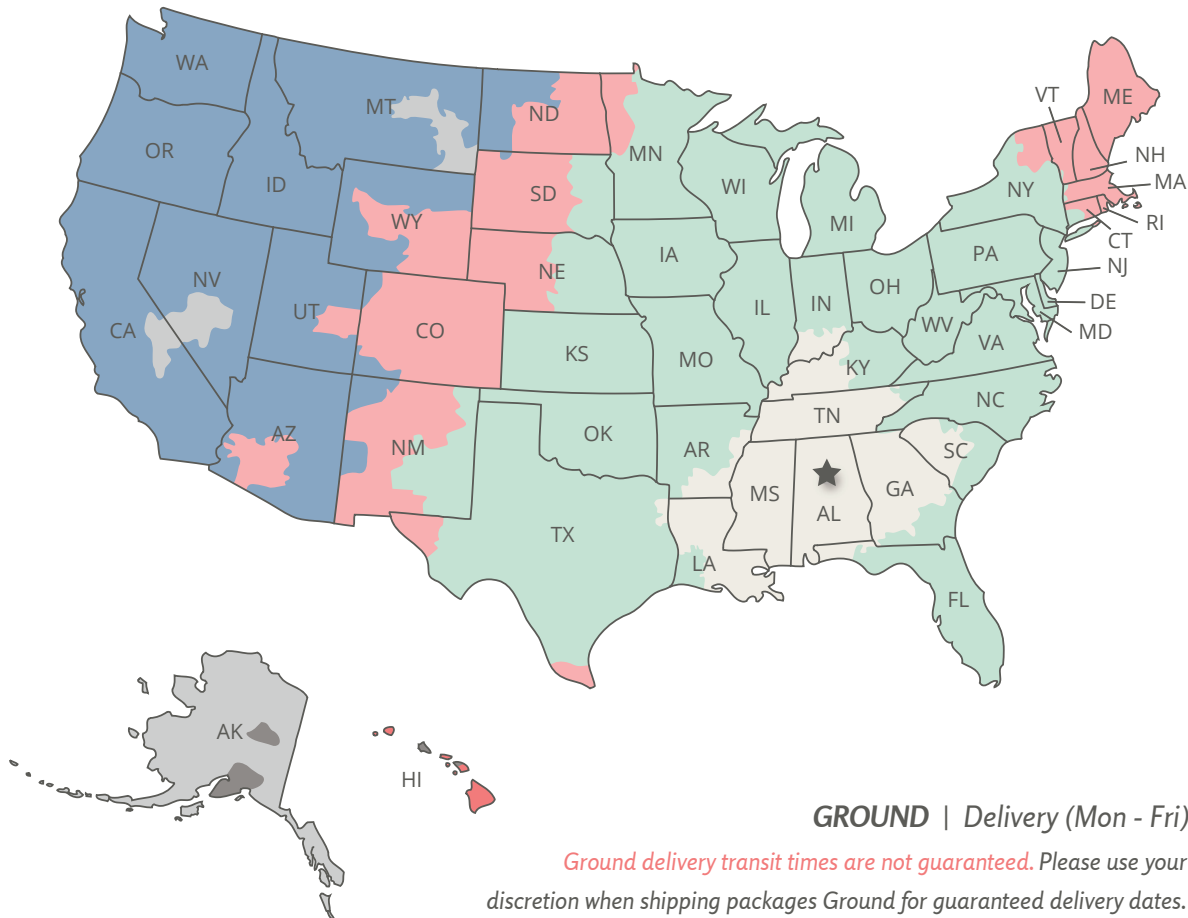 WA
MT
ND
MN
VT
ME
OR
ID
SD
WI
NY
NH
MA
WY
MI
RI
CT
NV
NE
IA
PA
NJ
UT
IL
IN
OH
DE
CA
CO
WV
MD
KS
MO
KY
VA
NC
AZ
NM
OK
AR
TN
SC
TX
MS
AL
GA
LA
FL
AK
HI
GROUND | Delivery (Mon - Fri)
Ground delivery transit times are not guaranteed. Please use your
discretion when shipping packages Ground for guaranteed delivery dates.